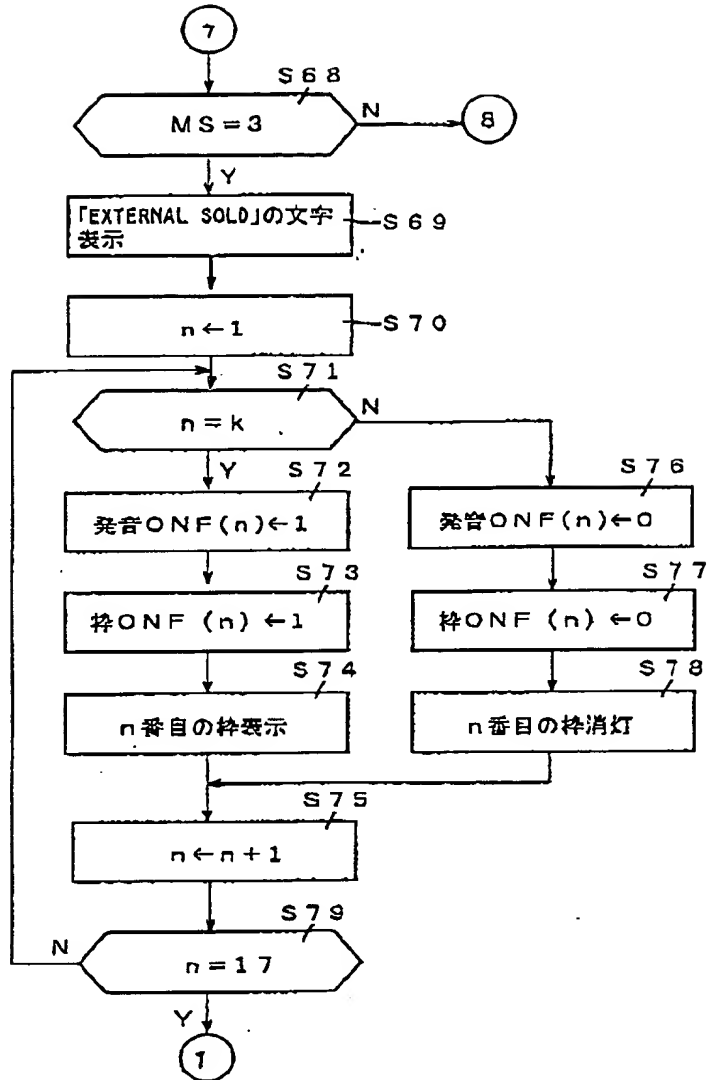 7
S68
MS=3
N
8
Y
「EXTERNAL SOLD」の文字
表示
S69
n←1
S70
S71
n=k
N
Y
S72
発音ONF(n)←1
S76
発音ONF(n)←0
S73
枠ONF (n) ←1
S77
枠ONF (n) ←0
S74
n番目の枠表示
S78
n番目の枠消灯
S75
n←n+1
S79
n=17
N
Y
1